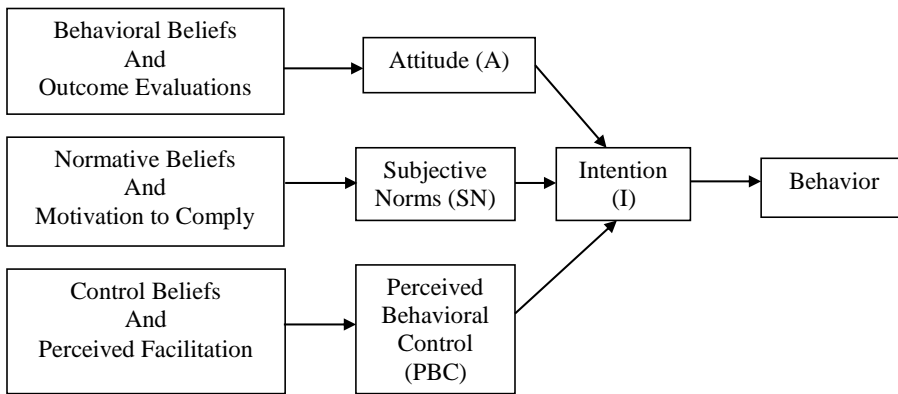 Behavioral Beliefs
And
Outcome Evaluations
Attitude (A)
Normative Beliefs
And
Motivation to Comply
Subjective
Norms (SN)
Intention
(I)
Behavior
Control Beliefs
And
Perceived Facilitation
Perceived
Behavioral
Control
(PBC)